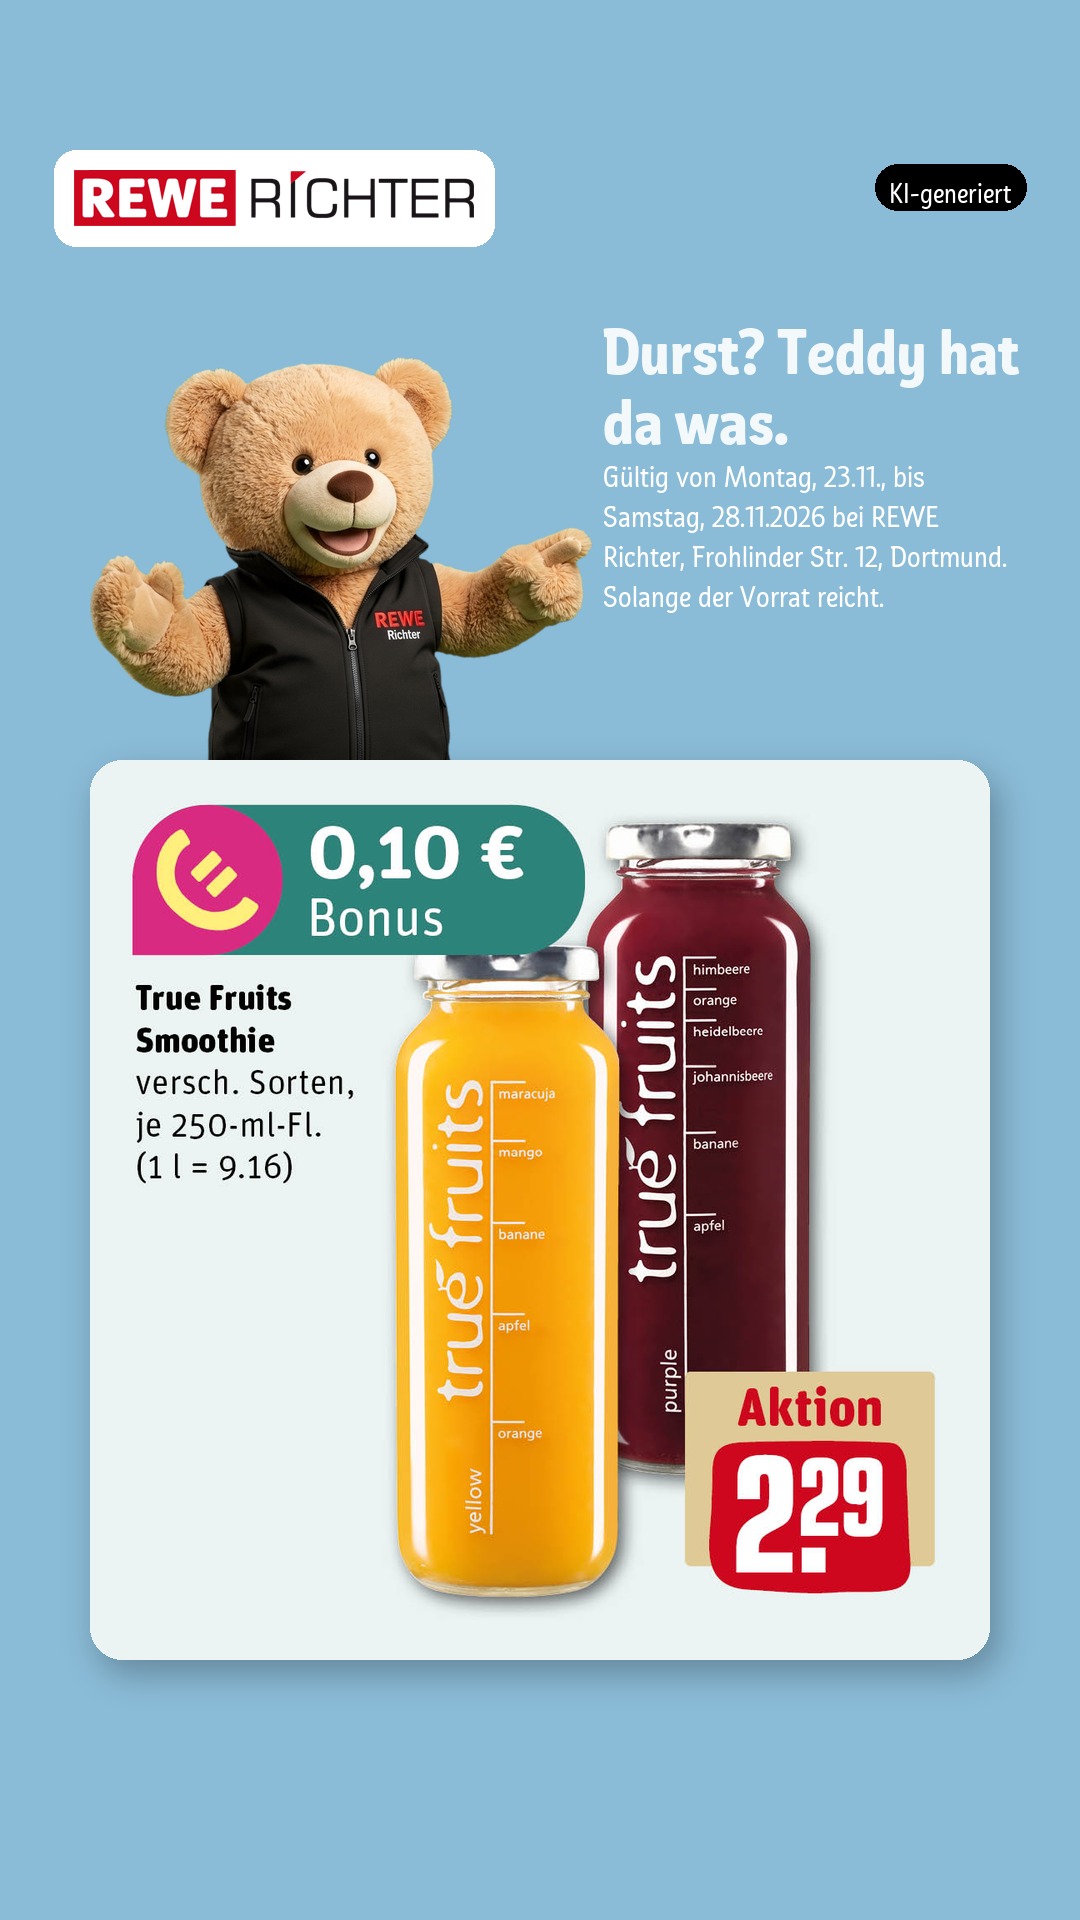 REWE RICHTER
KI-generiert
Durst? Teddy hat
da was.
Gültig von Montag, 23.11., bis
Samstag, 28.11.2026 bei REWE
Richter, Frohlinder Str. 12, Dortmund.
Solange der Vorrat reicht.
REWE
Richter
0,10 €
Bonus
True Fruits
Smoothie
versch. Sorten,
je 250-ml-Fl.
(1 l = 9.16)
true fruits
maracuja
mango
banane
apfel
orange
yellow
true fruits
himbeere
orange
heidelbeere
johannisbeere
banane
apfel
purple
Aktion
2.29